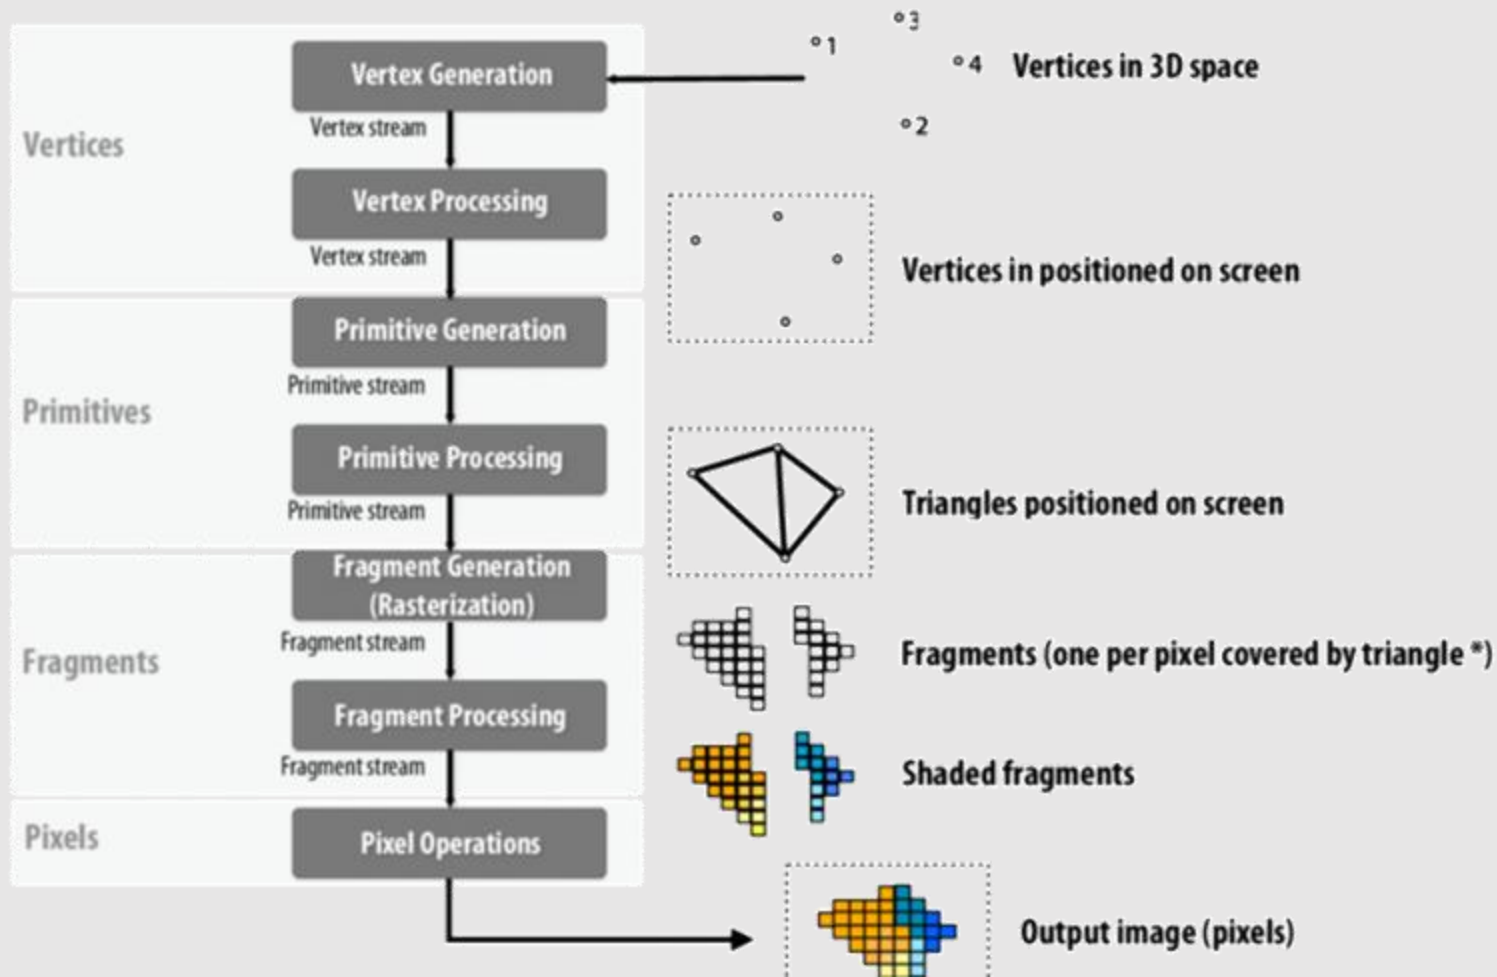 3
1
4
Vertices in 3D space
2
Vertex Generation
Vertex stream
Vertices
Vertex Processing
Vertex stream
Vertices in positioned on screen
Primitive Generation
Primitive stream
Primitives
Primitive Processing
Primitive stream
Triangles positioned on screen
Fragment Generation
(Rasterization)
Fragment stream
Fragments
Fragments (one per pixel covered by triangle *)
Fragment Processing
Fragment stream
Shaded fragments
Pixels
Pixel Operations
Output image (pixels)